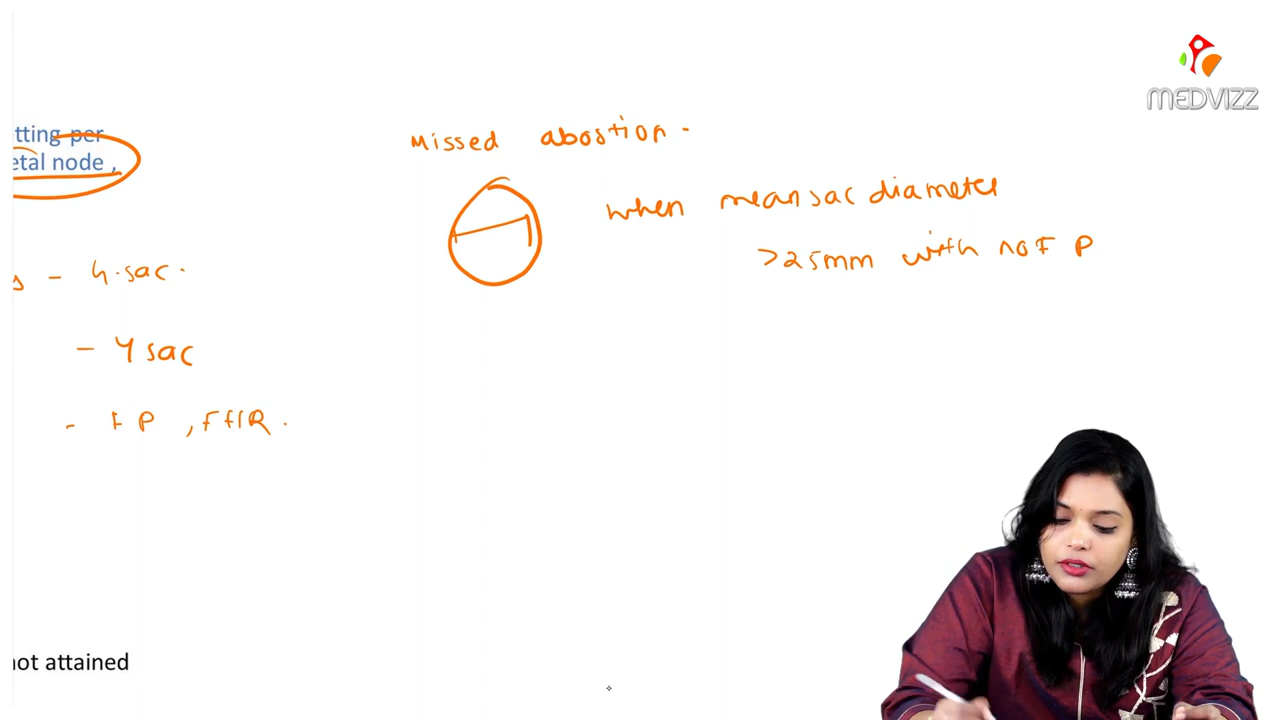 MEDVIZZ
tting per
etal node ,
Missed abortion .
when mean sac diameter
>25mm with no F P
- G.sac .
- Y sac
- F P , FHR .
not attained